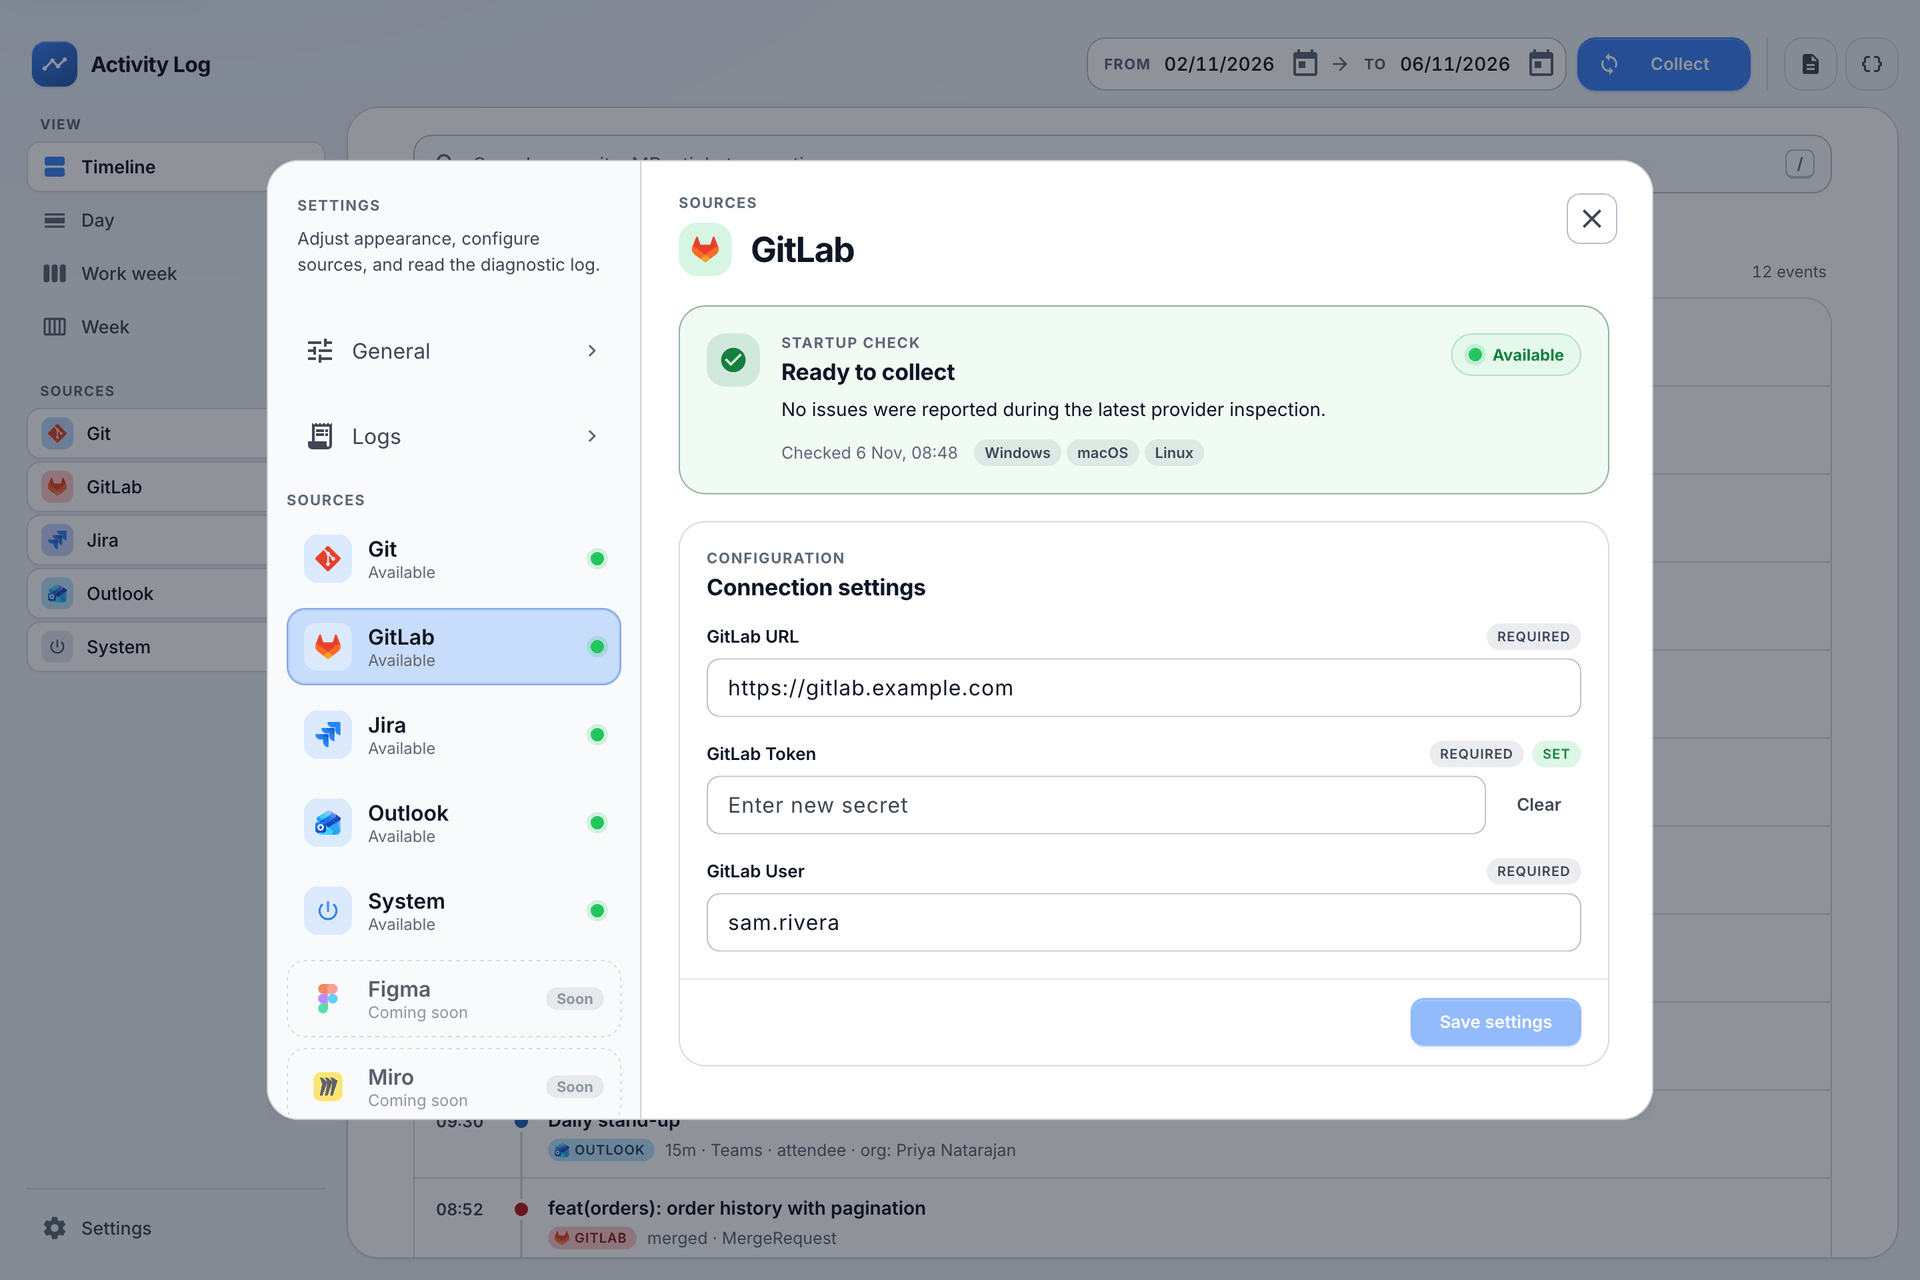 Activity Log
FROM 02/11/2026 → TO 06/11/2026
Collect
VIEW
Timeline
Day
Work week
Week
SOURCES
Git
GitLab
Jira
Outlook
System
Settings
/
12 events
SETTINGS
Adjust appearance, configure
sources, and read the diagnostic log.
General
Logs
SOURCES
Git
Available
GitLab
Available
Jira
Available
Outlook
Available
System
Available
Figma
Coming soon
Soon
Miro
Coming soon
Soon
SOURCES
GitLab
STARTUP CHECK
Ready to collect
Available
No issues were reported during the latest provider inspection.
Checked 6 Nov, 08:48 Windows macOS Linux
CONFIGURATION
Connection settings
GitLab URL REQUIRED
https://gitlab.example.com
GitLab Token REQUIRED SET
Enter new secret Clear
GitLab User REQUIRED
sam.rivera
Save settings
09:30 Daily stand-up
OUTLOOK 15m · Teams · attendee · org: Priya Natarajan
08:52 feat(orders): order history with pagination
GITLAB merged · MergeRequest